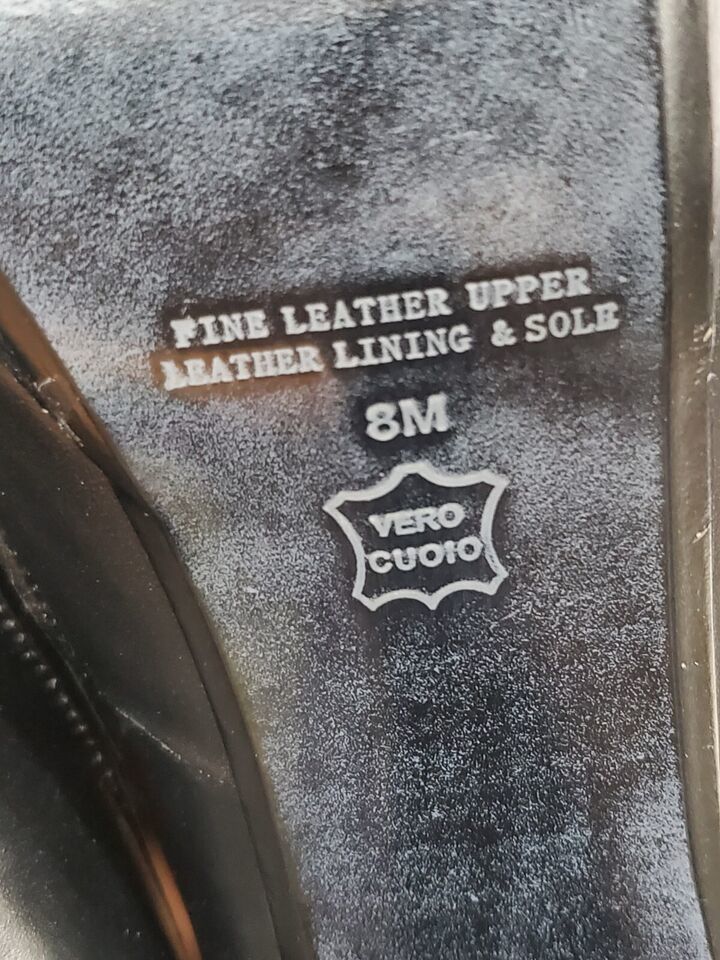 FINE LEATHER UPPER
LEATHER LINING & SOLE
8M
VERO
CUOIO